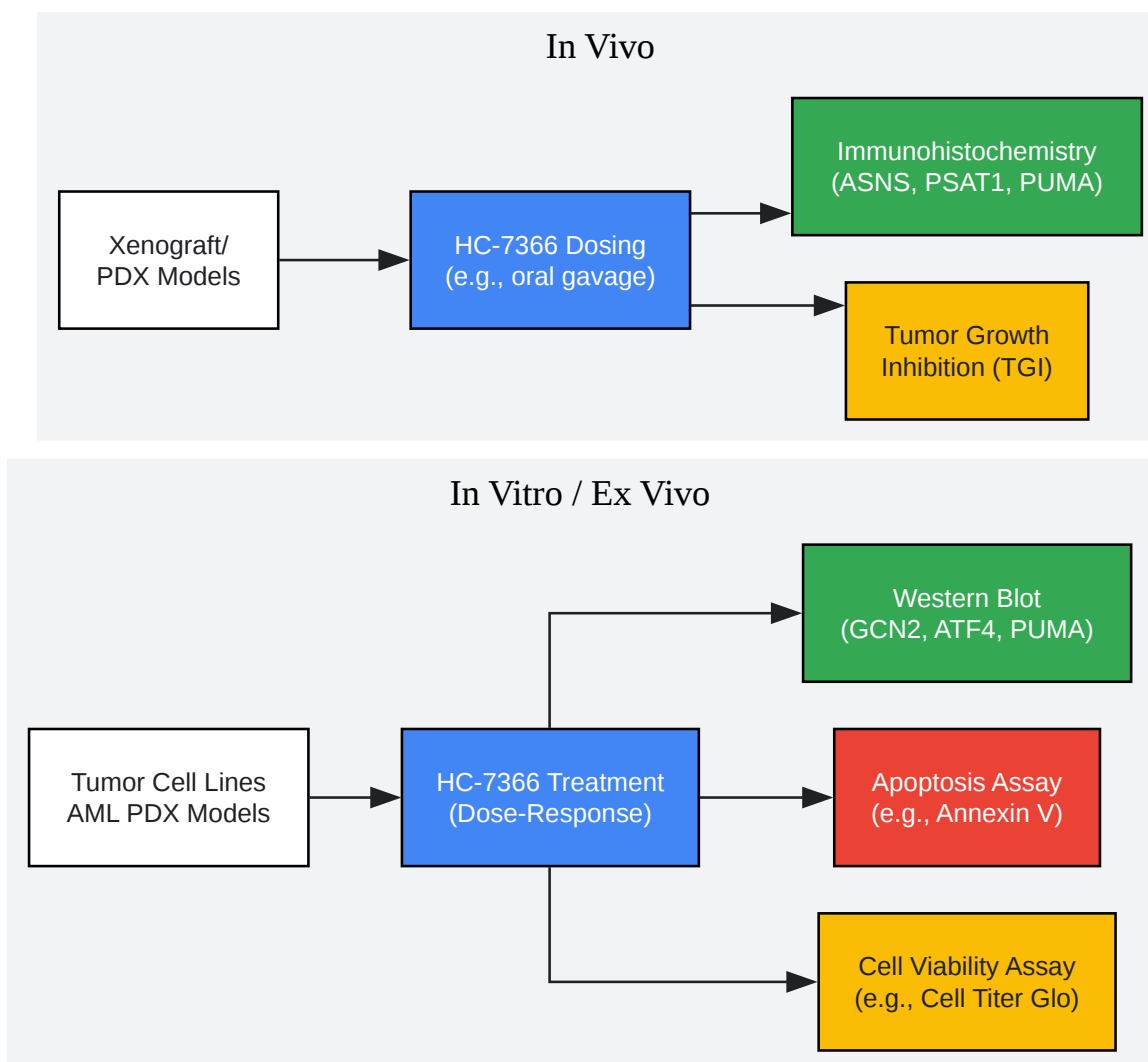 In Vivo
Xenograft/
PDX Models
HC-7366 Dosing
(e.g., oral gavage)
Immunohistochemistry
(ASNS, PSAT1, PUMA)
Tumor Growth
Inhibition (TGI)
In Vitro / Ex Vivo
Tumor Cell Lines
AML PDX Models
HC-7366 Treatment
(Dose-Response)
Western Blot
(GCN2, ATF4, PUMA)
Apoptosis Assay
(e.g., Annexin V)
Cell Viability Assay
(e.g., Cell Titer Glo)